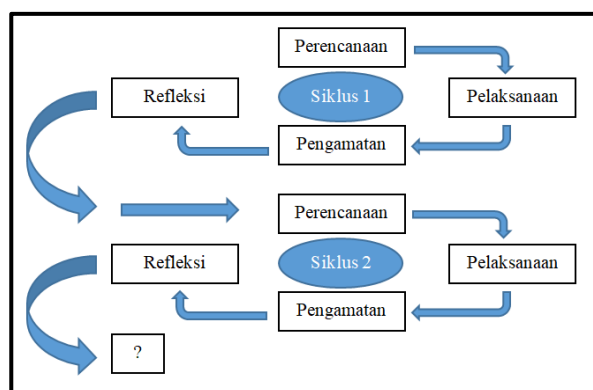 Perencanaan
Refleksi
Siklus 1
Pelaksanaan
Pengamatan
Perencanaan
Refleksi
Siklus 2
Pelaksanaan
Pengamatan
?